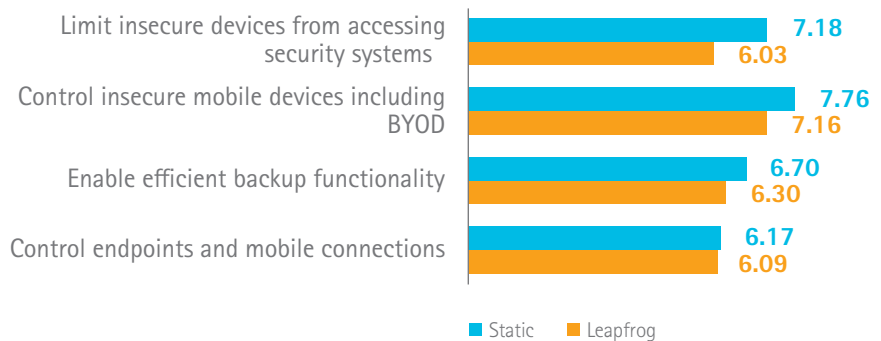 Limit insecure devices from accessing
security systems
7.18
6.03
Control insecure mobile devices including
BYOD
7.76
7.16
Enable efficient backup functionality
6.70
6.30
Control endpoints and mobile connections
6.17
6.09
Static
Leapfrog